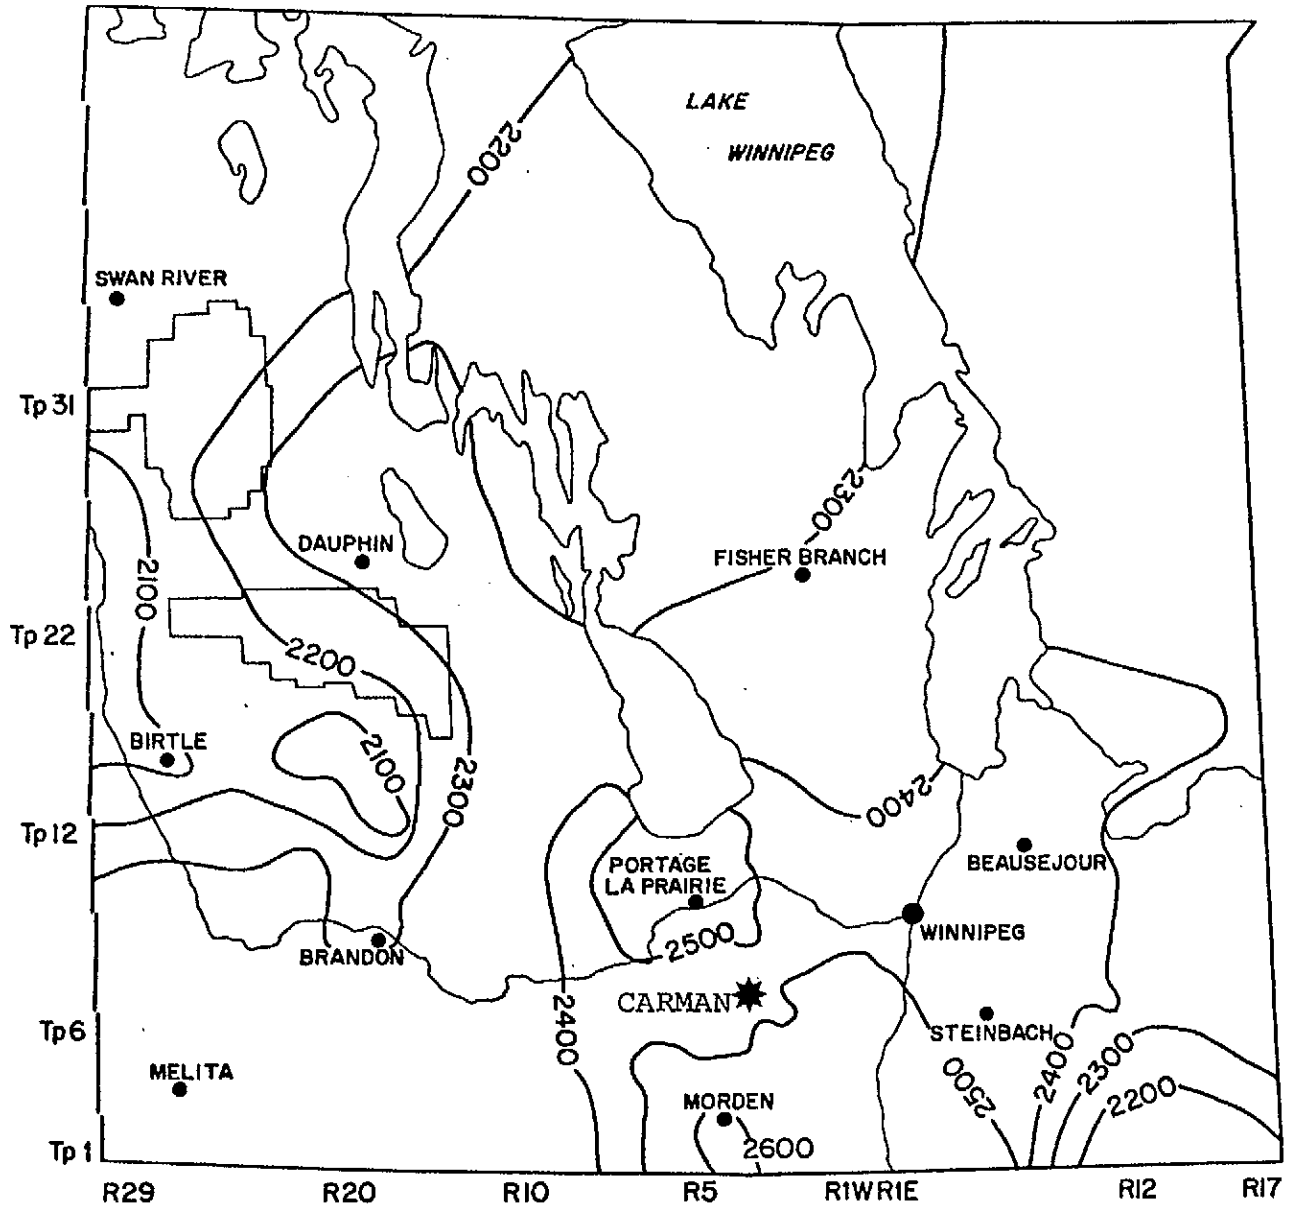 LAKE
WINNIPEG
2200
SWAN RIVER
Tp 31
2300
DAUPHIN
FISHER BRANCH
2100
Tp 22
2200
BIRTLE
2100
2300
2400
Tp 12
BEAUSEJOUR
PORTAGE
LA PRAIRIE
WINNIPEG
2500
BRANDON
CARMAN
2400
Tp 6
STEINBACH
2400
2300
MELITA
2500
2200
MORDEN
Tp 1
2600
R29 R20 R10 R5 R1W R1E R12 R17